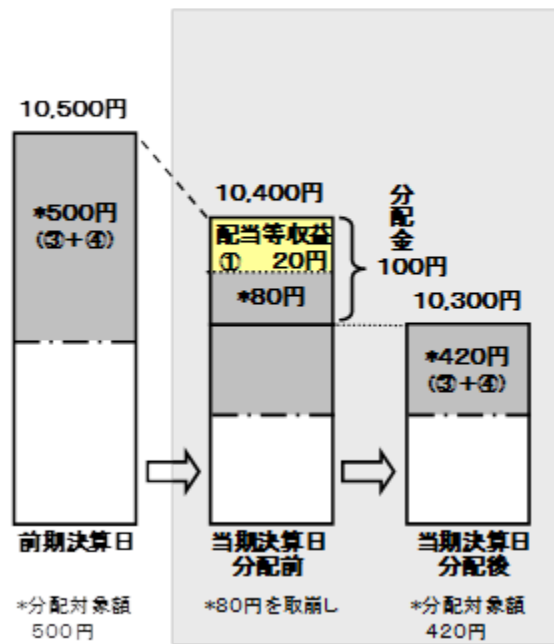 10,500円
*500円
(③+④)
前期決算日
*分配対象額
500円
10,400円
配当等収益
① 20円
*80円
分配金
100円
当期決算日
分配前
*80円を取崩し
10,300円
*420円
(③+④)
当期決算日
分配後
*分配対象額
420円